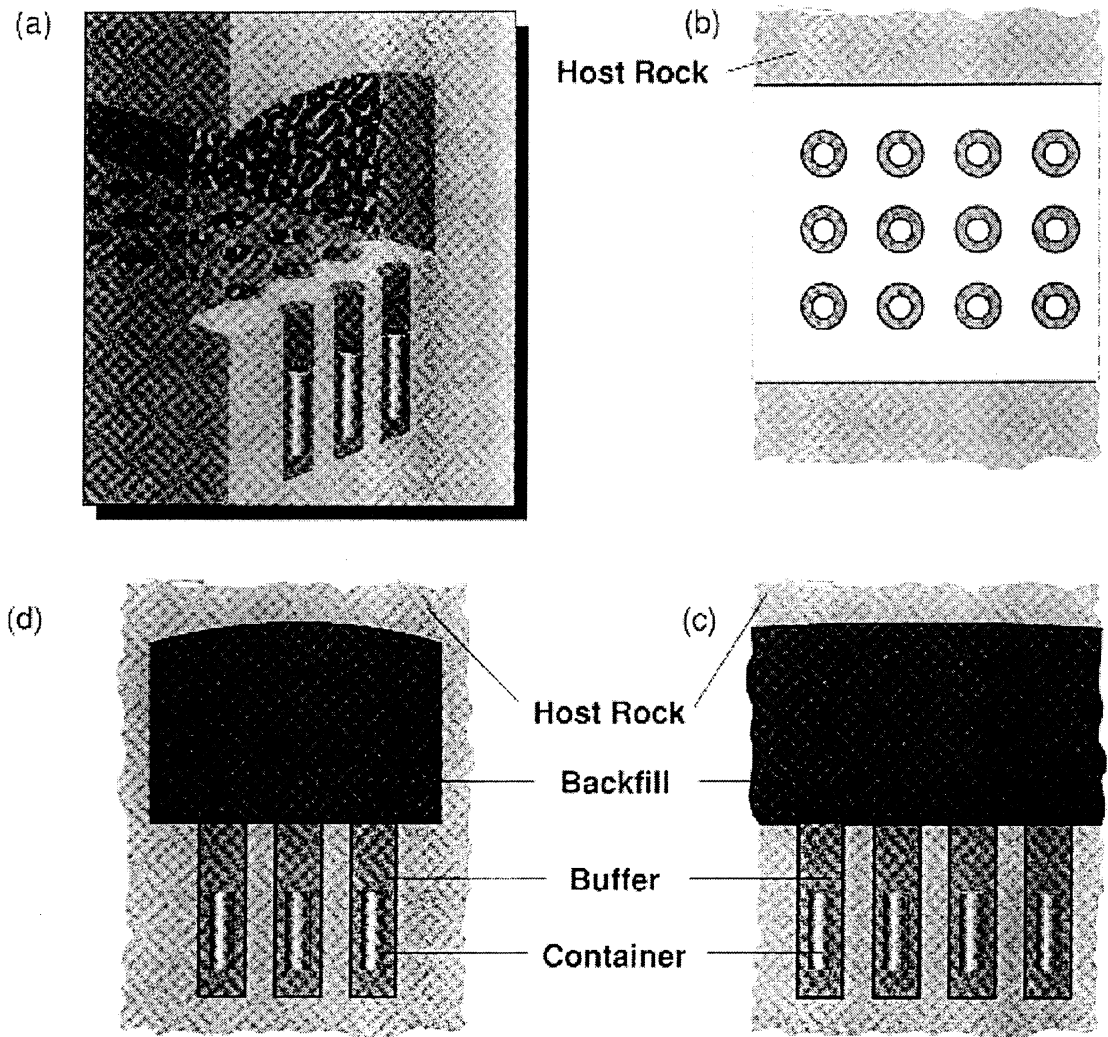 (a)
(b)
Host Rock
(d)
(c)
Host Rock
Backfill
Buffer
Container